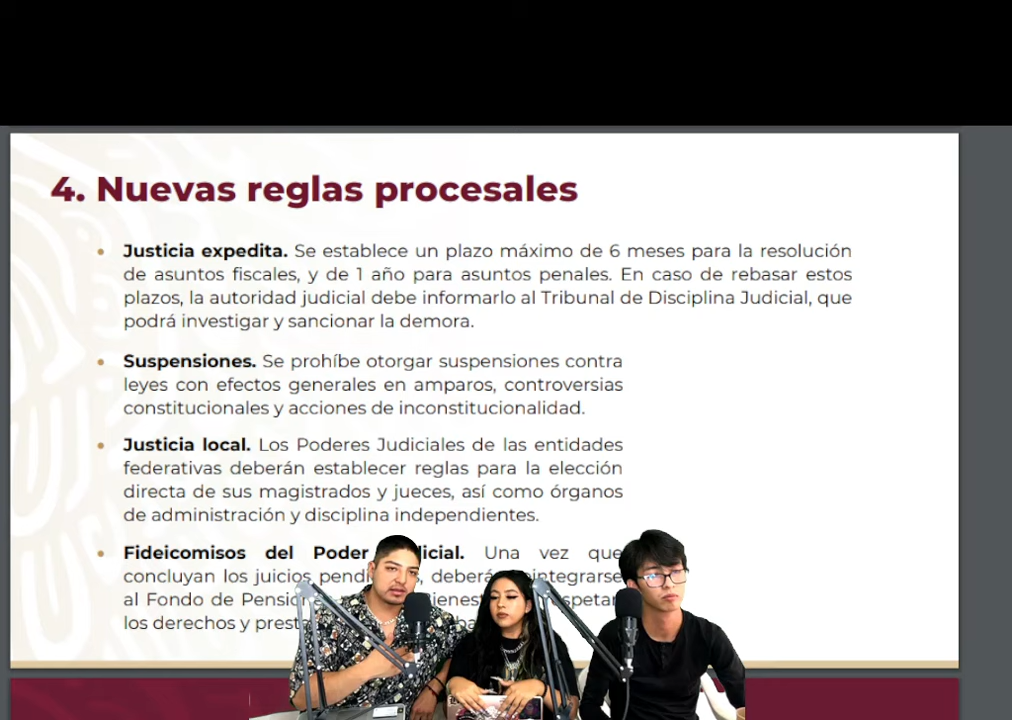 4. Nuevas reglas procesales
• Justicia expedita. Se establece un plazo máximo de 6 meses para la resolución
de asuntos fiscales, y de 1 año para asuntos penales. En caso de rebasar estos
plazos, la autoridad judicial debe informarlo al Tribunal de Disciplina Judicial, que
podrá investigar y sancionar la demora.
• Suspensiones. Se prohíbe otorgar suspensiones contra
leyes con efectos generales en amparos, controversias
constitucionales y acciones de inconstitucionalidad.
• Justicia local. Los Poderes Judiciales de las entidades
federativas deberán establecer reglas para la elección
directa de sus magistrados y jueces, así como órganos
de administración y disciplina independientes.
• Fideicomisos del Poder Una vez que
concluyan los juicios
al Fondo de
los derechos y